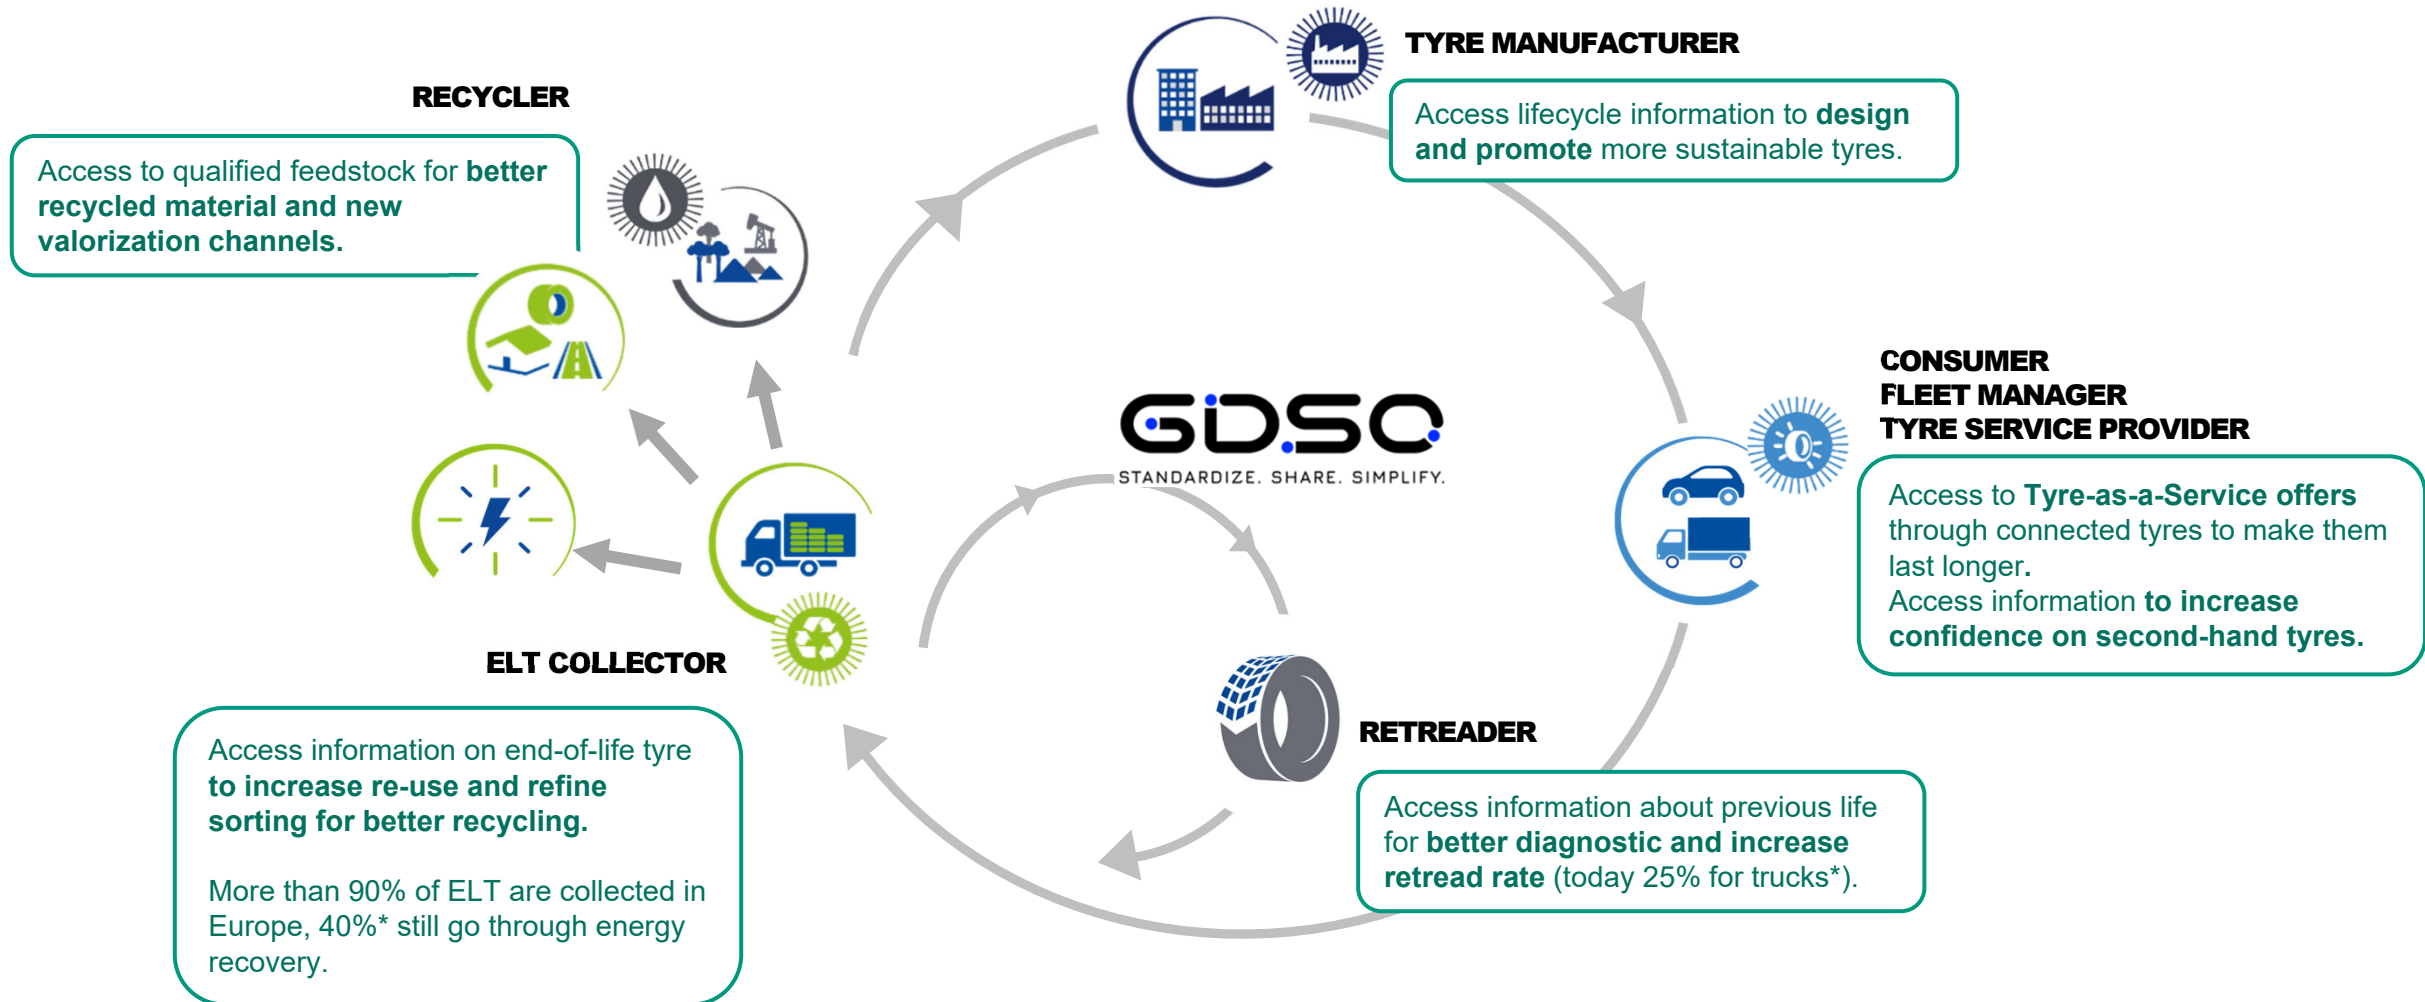 TYRE MANUFACTURER
Access lifecycle information to design
and promote more sustainable tyres.
RECYCLER
Access to qualified feedstock for better
recycled material and new
valorization channels.
GDSO
STANDARDIZE. SHARE. SIMPLIFY.
CONSUMER
FLEET MANAGER
TYRE SERVICE PROVIDER
Access to Tyre-as-a-Service offers
through connected tyres to make them
last longer.
Access information to increase
confidence on second-hand tyres.
ELT COLLECTOR
Access information on end-of-life tyre
to increase re-use and refine
sorting for better recycling.
More than 90% of ELT are collected in
Europe, 40%* still go through energy
recovery.
RETREADER
Access information about previous life
for better diagnostic and increase
retread rate (today 25% for trucks*).